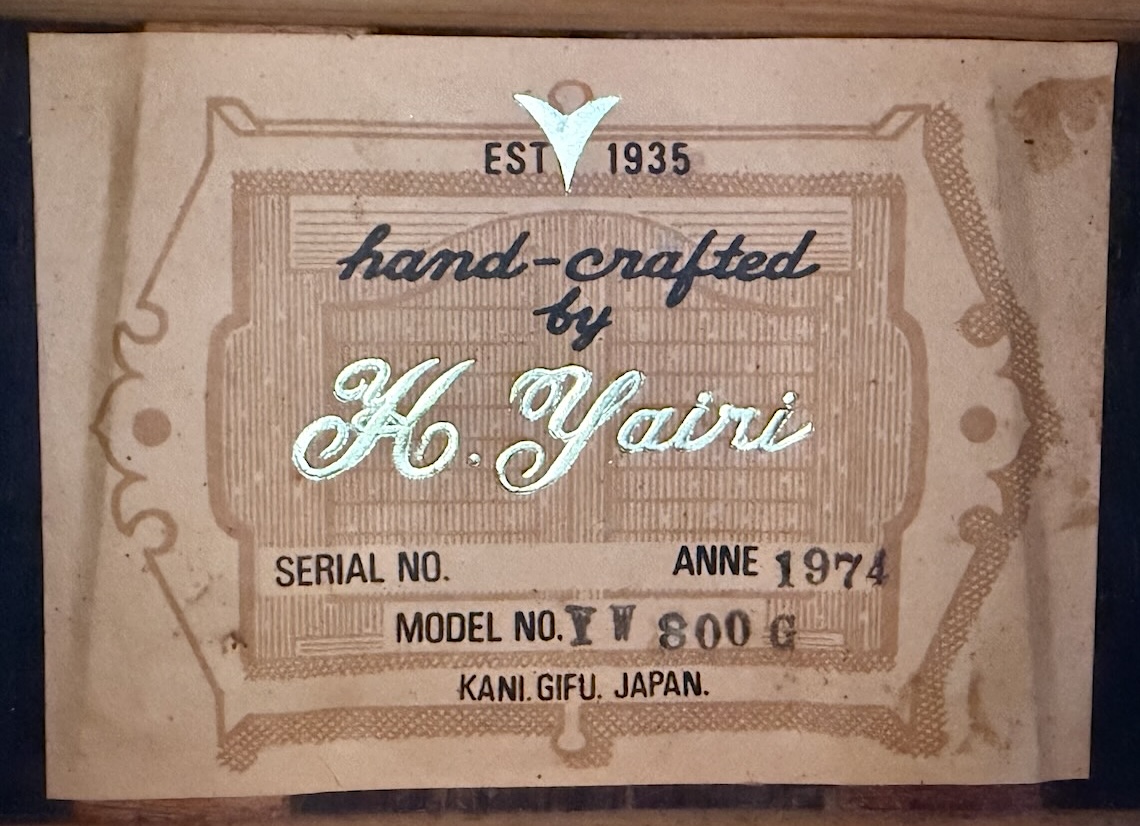 EST 1935
hand-crafted
by
H. Yairi
SERIAL NO. ANNE 1974
MODEL NO. YW 800 G
KANI. GIFU. JAPAN.